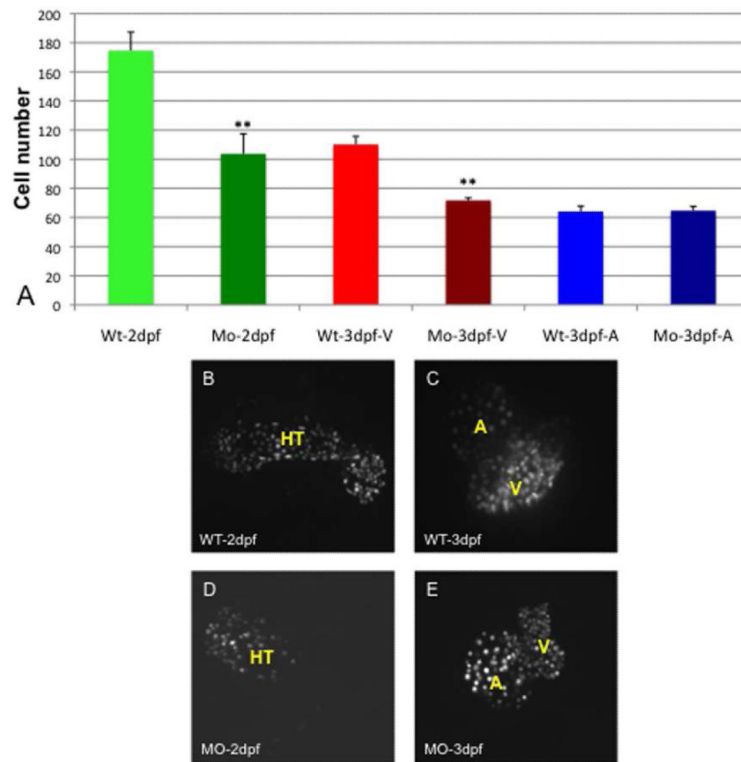 200
180
160
140
120
100
80
60
40
20
0
Cell number
A
**
**
Wt-2dpf Mo-2dpf Wt-3dpf-V Mo-3dpf-V Wt-3dpf-A Mo-3dpf-A
B
HT
WT-2dpf
C
A
V
WT-3dpf
D
HT
MO-2dpf
E
V
A
MO-3dpf